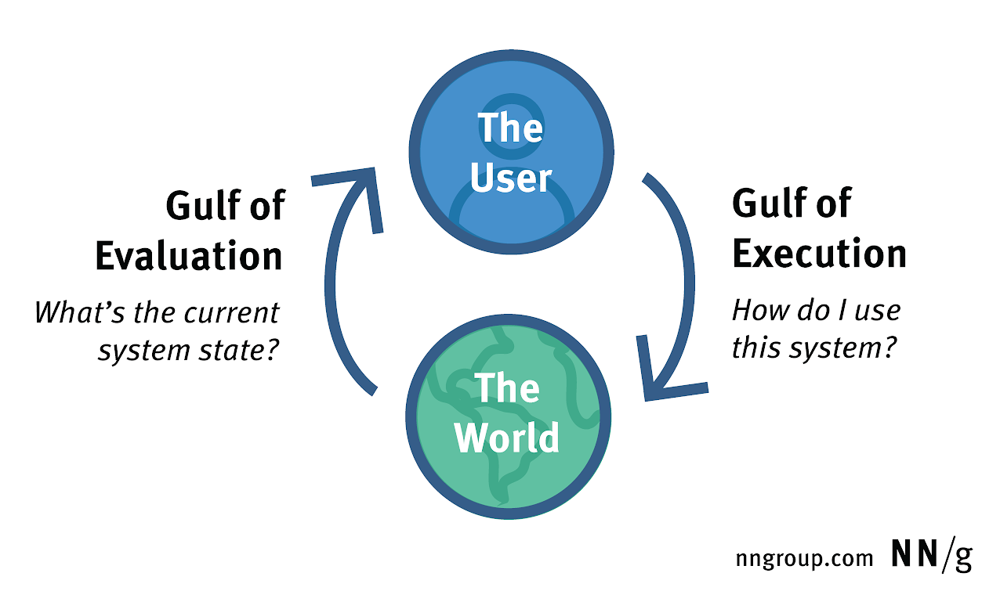 The
User
Gulf of
Evaluation
What's the current
system state?
Gulf of
Execution
How do I use
this system?
The
World
nngroup.com NN/g